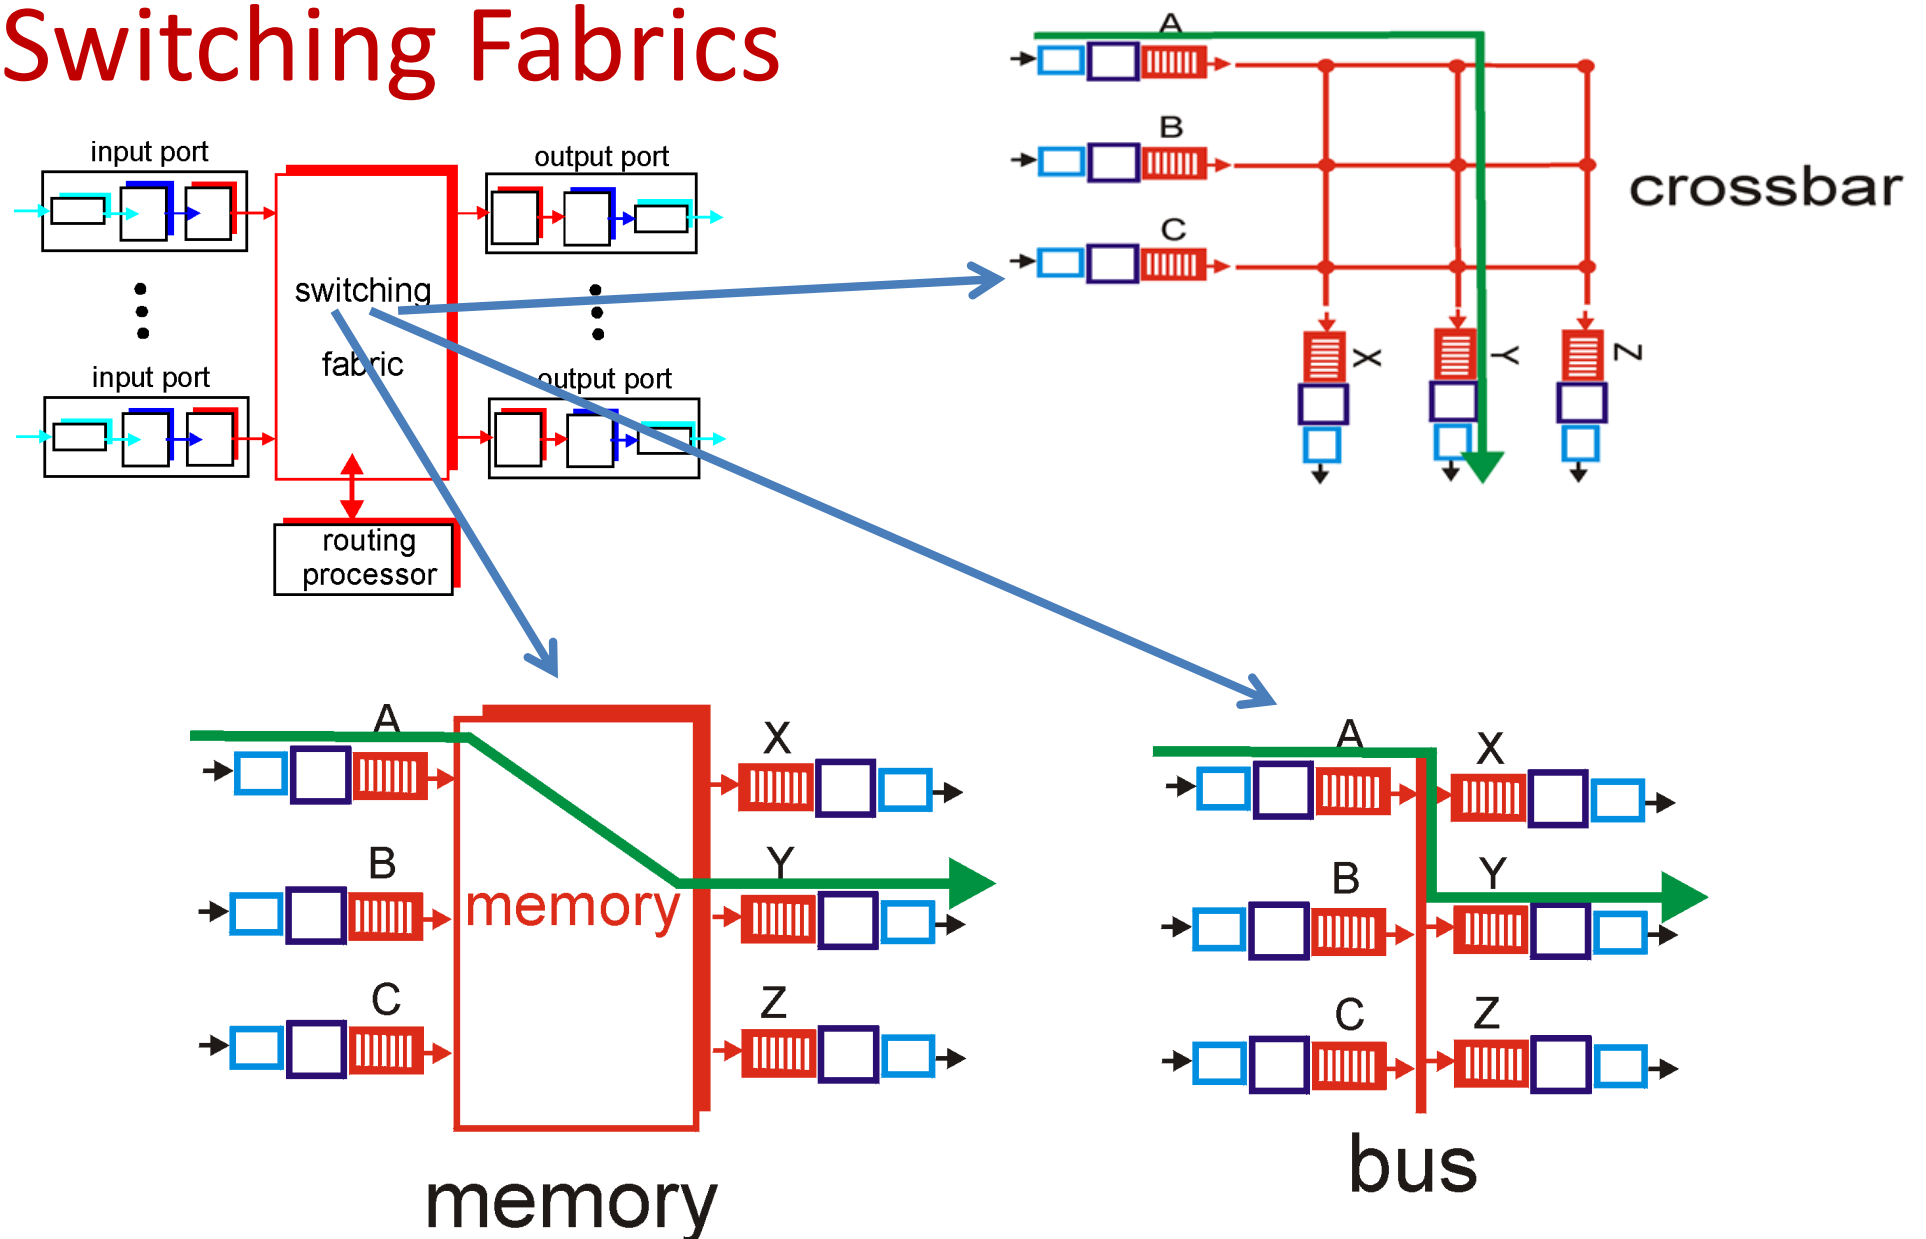 Switching Fabrics
input port
output port
switching
fabric
input port
output port
routing
processor
A
B
C
crossbar
X
Y
Z
A
B
C
memory
X
Y
Z
memory
A
B
C
X
Y
Z
bus